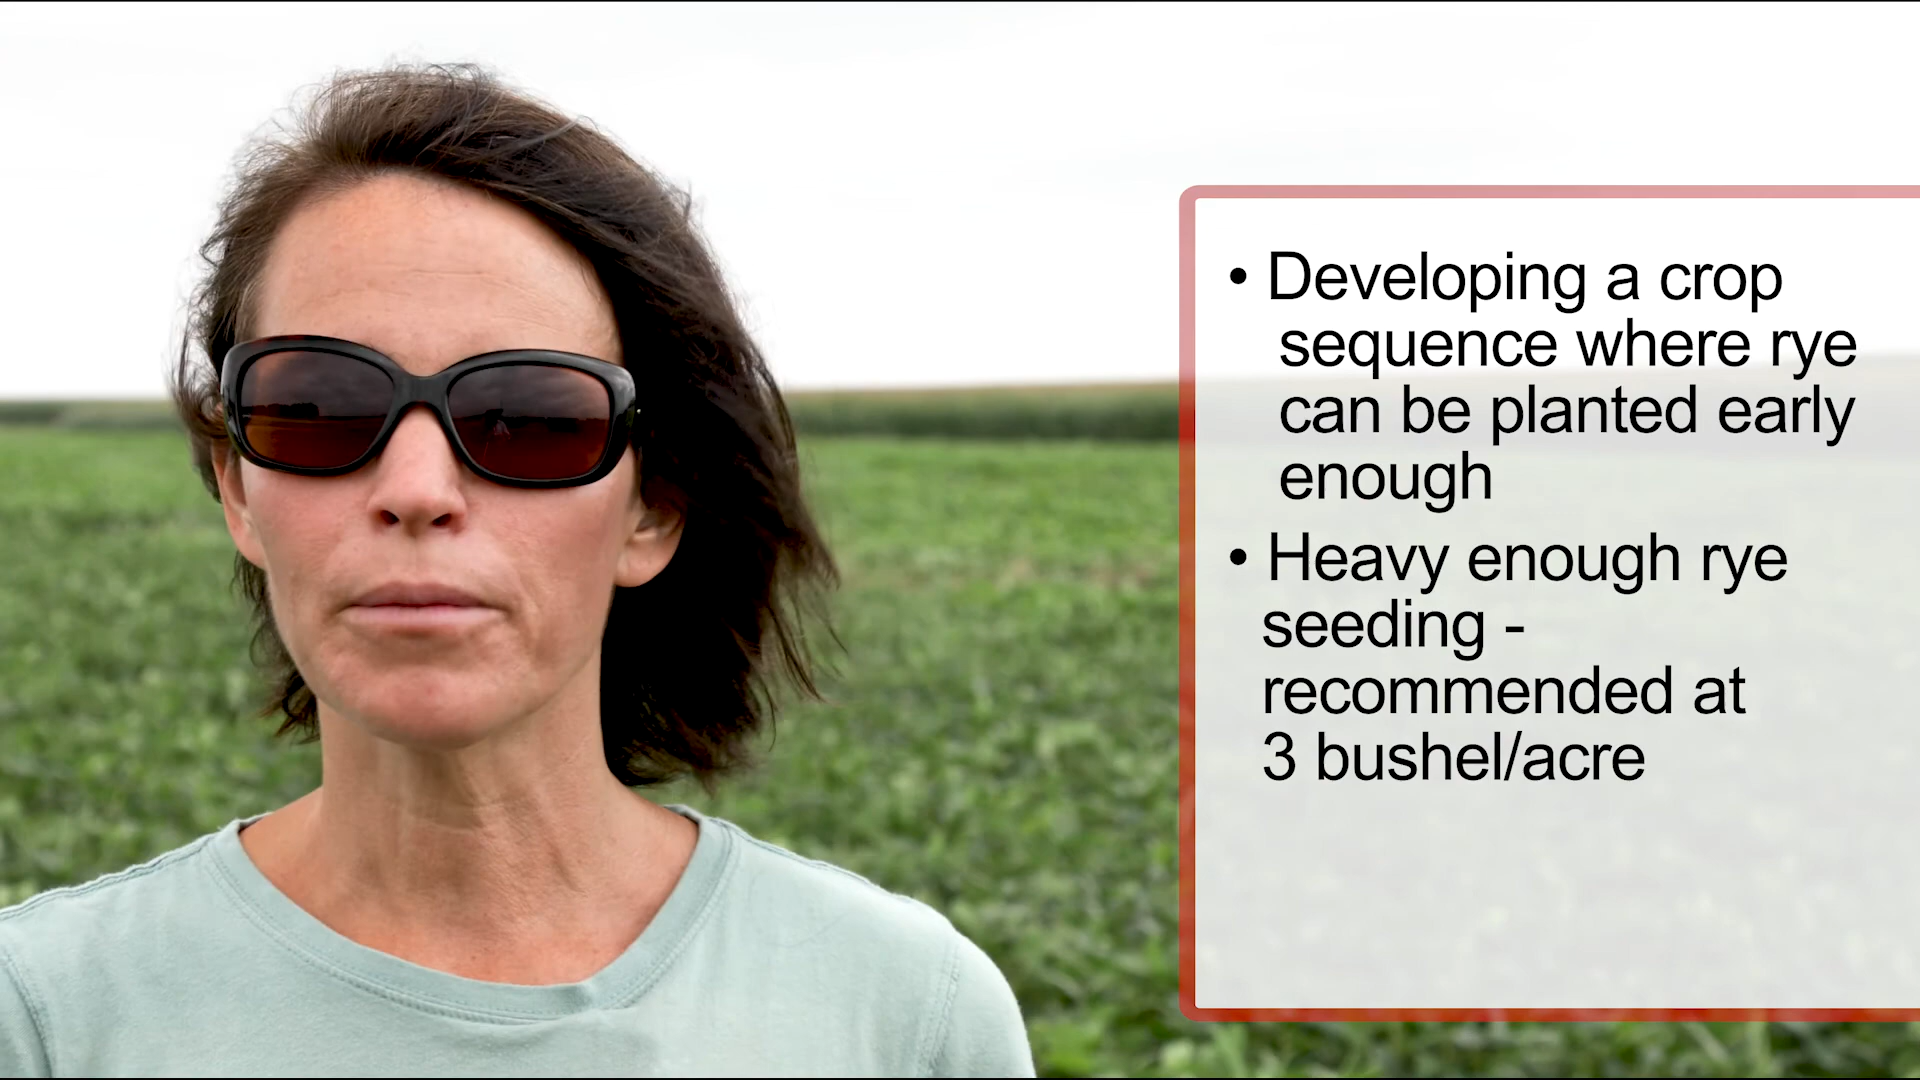 • Developing a crop
sequence where rye
can be planted early
enough
• Heavy enough rye
seeding -
recommended at
3 bushel/acre